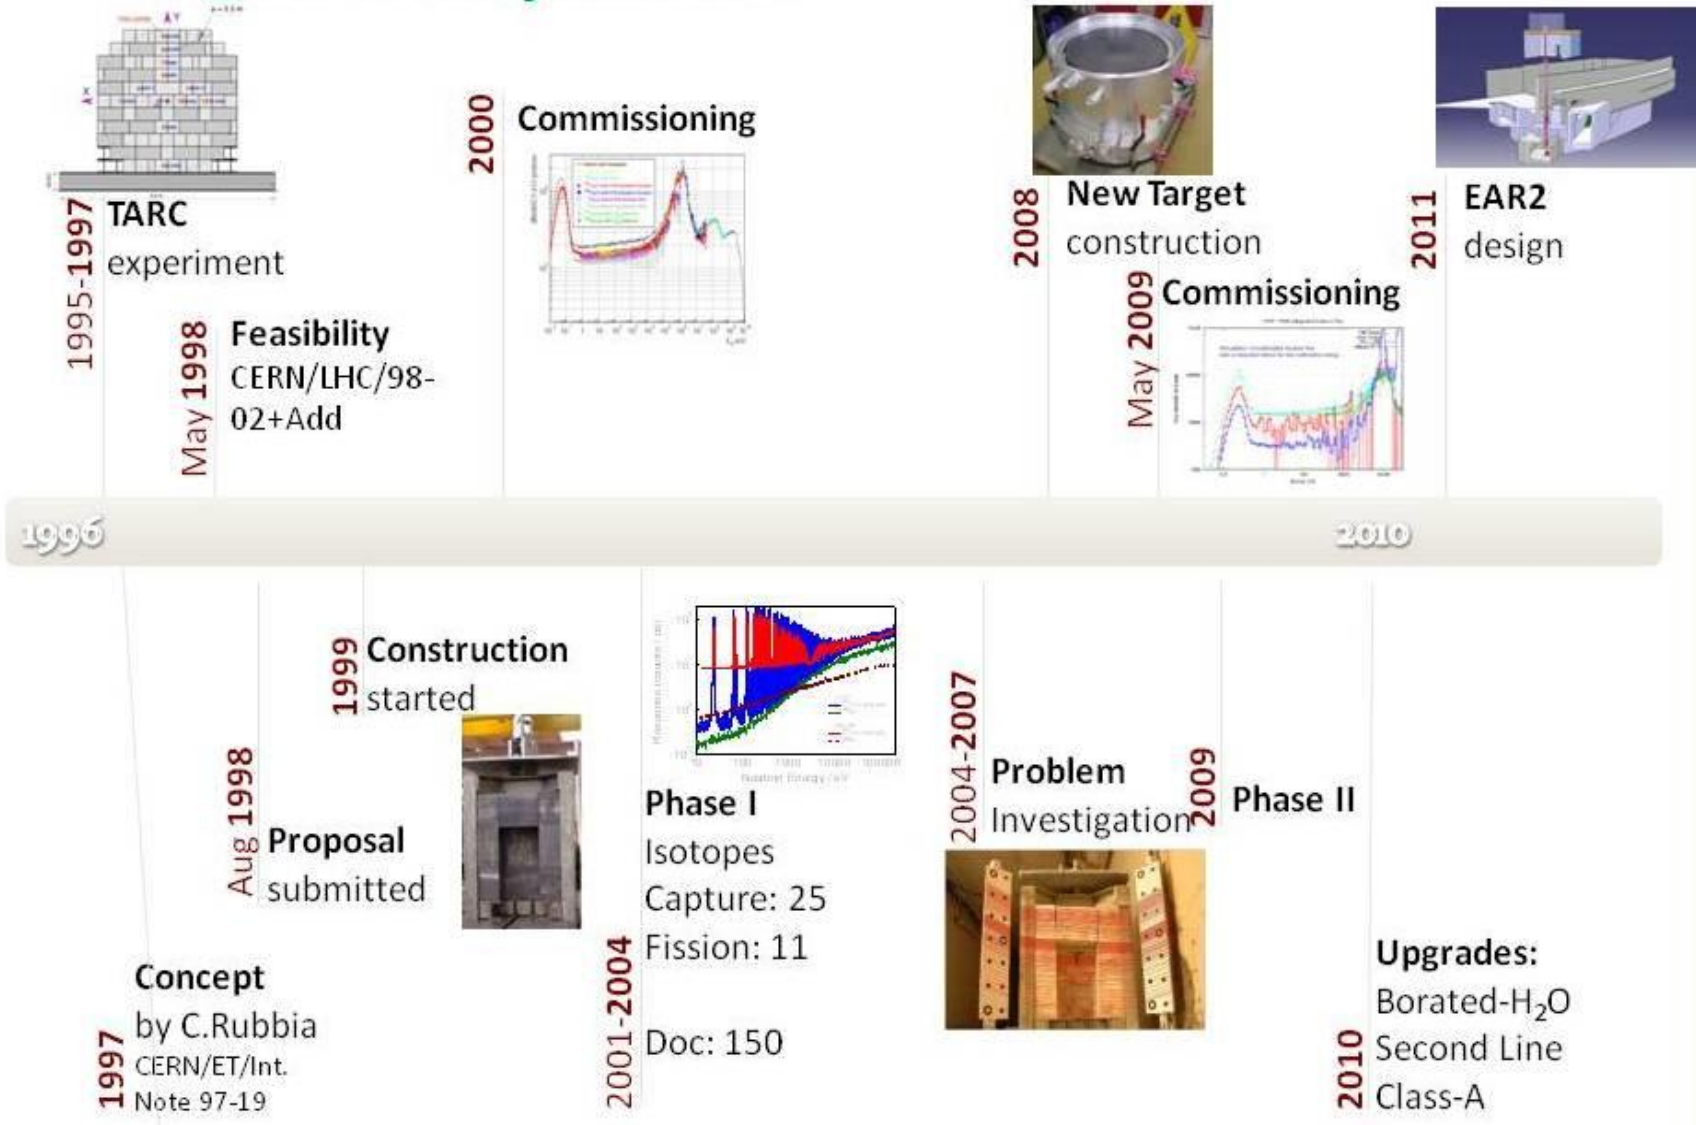 1995-1997
TARC
experiment
May 1998
Feasibility
CERN/LHC/98-
02+Add
2000
Commissioning
2008
New Target
construction
May 2009
Commissioning
2011
EAR2
design
1996
2010
1997
Concept
by C.Rubbia
CERN/ET/Int.
Note 97-19
Aug 1998
Proposal
submitted
1999
Construction
started
2001-2004
Phase I
Isotopes
Capture: 25
Fission: 11
Doc: 150
2004-2007
Problem
Investigation
2009
Phase II
2010
Upgrades:
Borated-H₂O
Second Line
Class-A